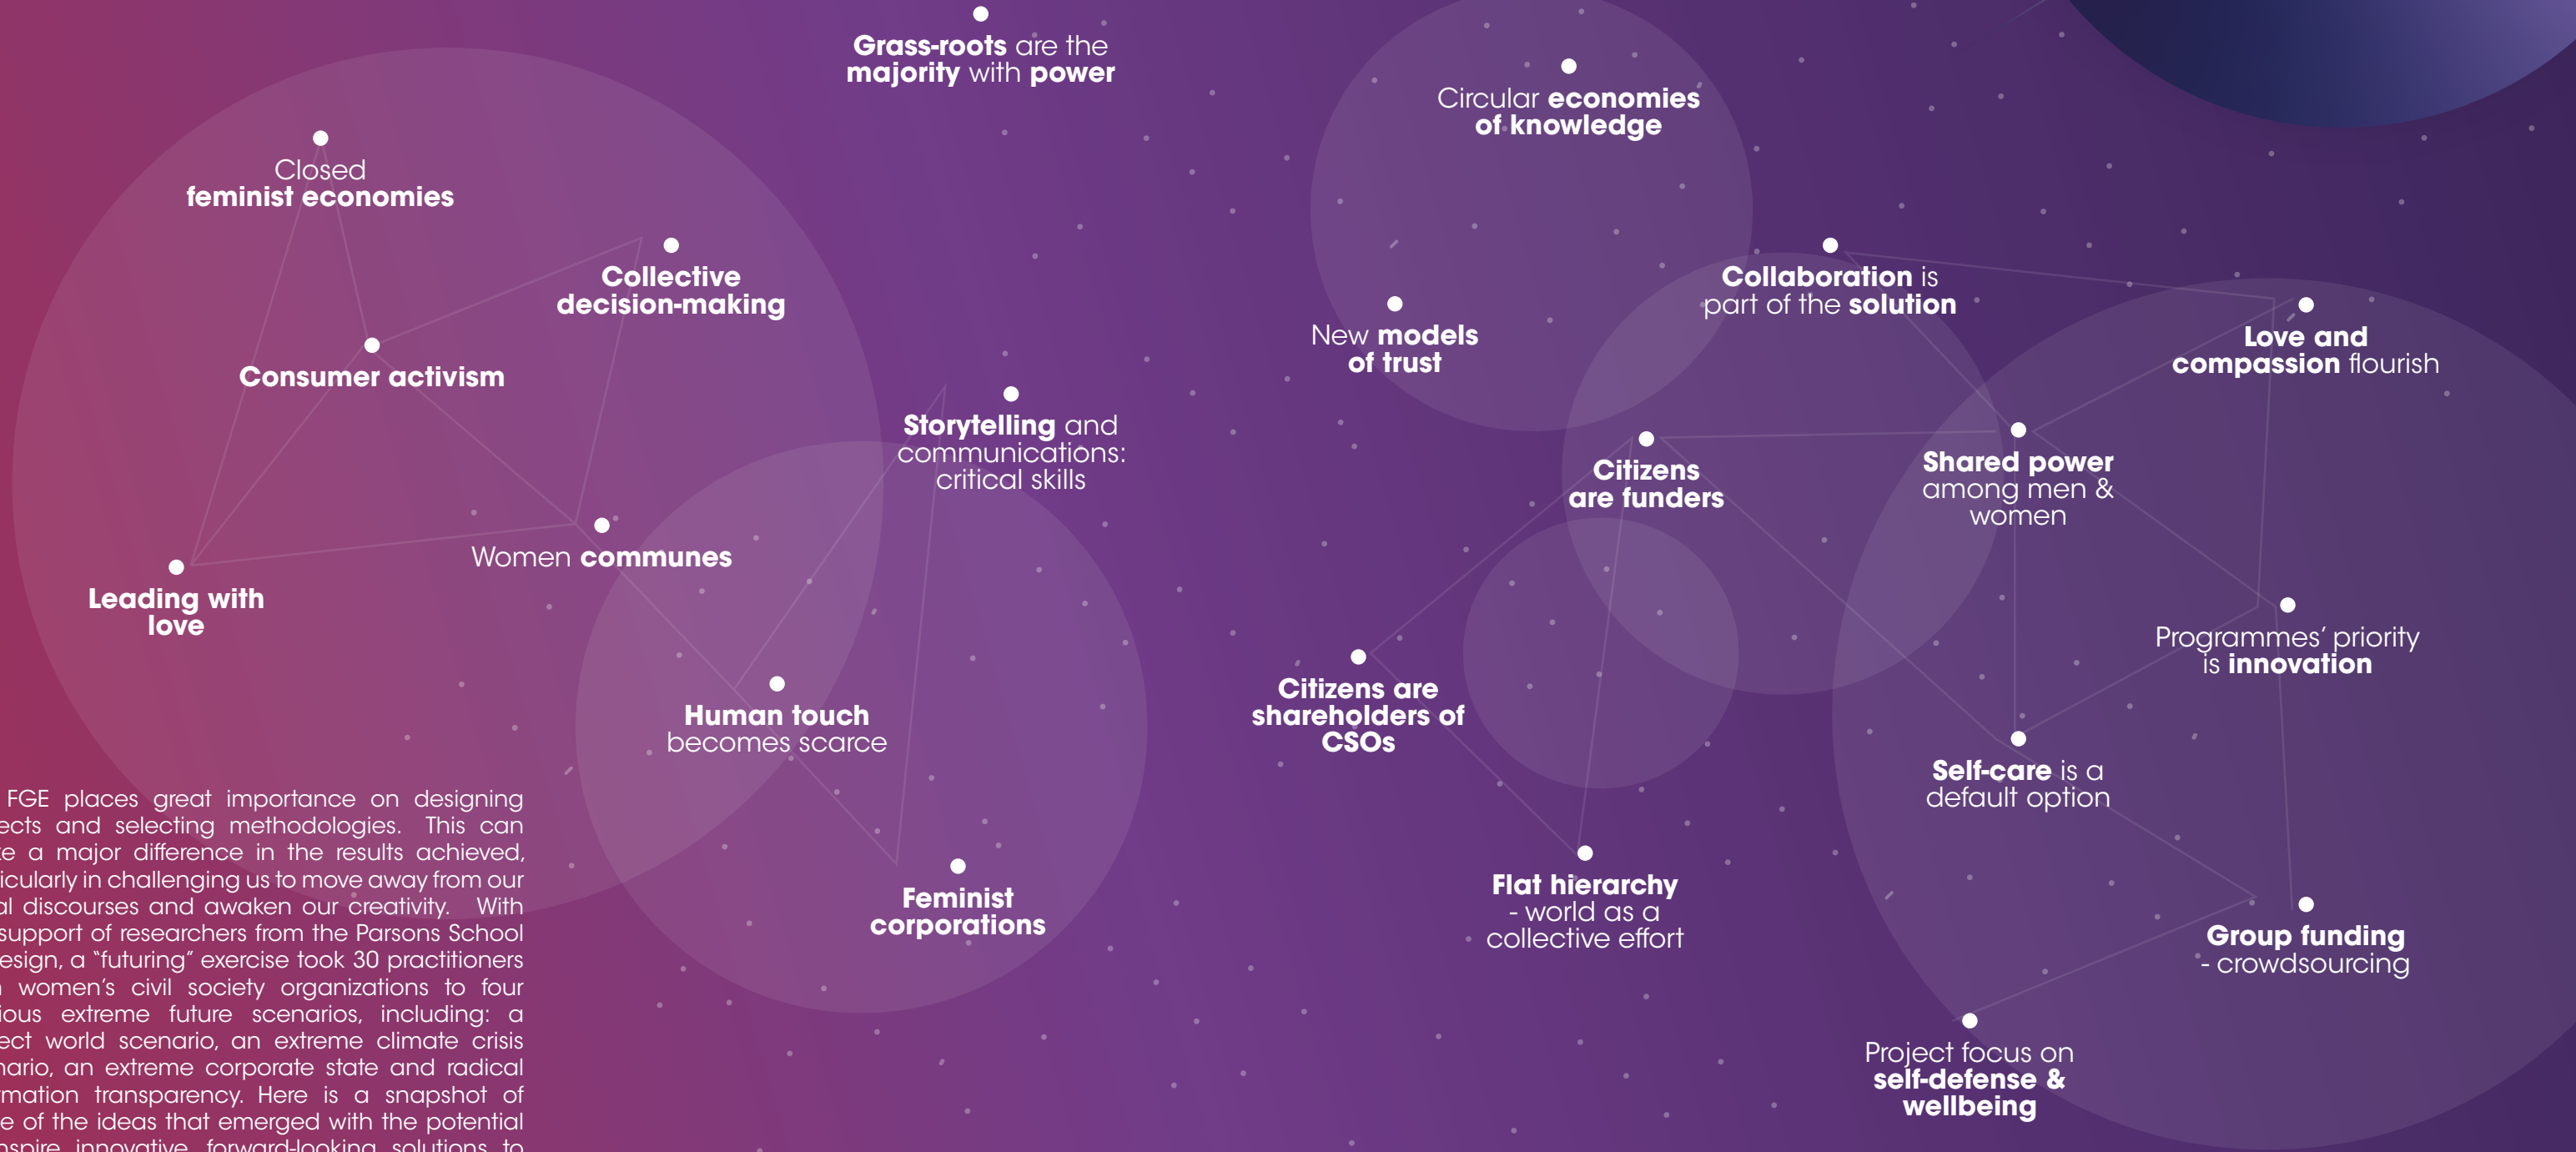 Grass-roots are the
majority with power
Circular economies
of knowledge
Closed
feminist economies
Collective
decision-making
Collaboration is
part of the solution
New models
of trust
Love and
compassion flourish
Consumer activism
Storytelling and
communications:
critical skills
Citizens
are funders
Shared power
among men &
women
Women communes
Leading with
love
Programmes’ priority
is innovation
Human touch
becomes scarce
Citizens are
shareholders of
CSOs
Self-care is a
default option
Feminist
corporations
Flat hierarchy
- world as a
collective effort
Group funding
- crowdsourcing
Project focus on
self-defense &
wellbeing
FGE places great importance on designing
ects and selecting methodologies. This can
e a major difference in the results achieved,
icularly in challenging us to move away from our
al discourses and awaken our creativity. With
support of researchers from the Parsons School
esign, a “futuring” exercise took 30 practitioners
women’s civil society organizations to four
ious extreme future scenarios, including: a
ect world scenario, an extreme climate crisis
nario, an extreme corporate state and radical
rmation transparency. Here is a snapshot of
e of the ideas that emerged with the potential
nspire innovative, forward-looking solutions to